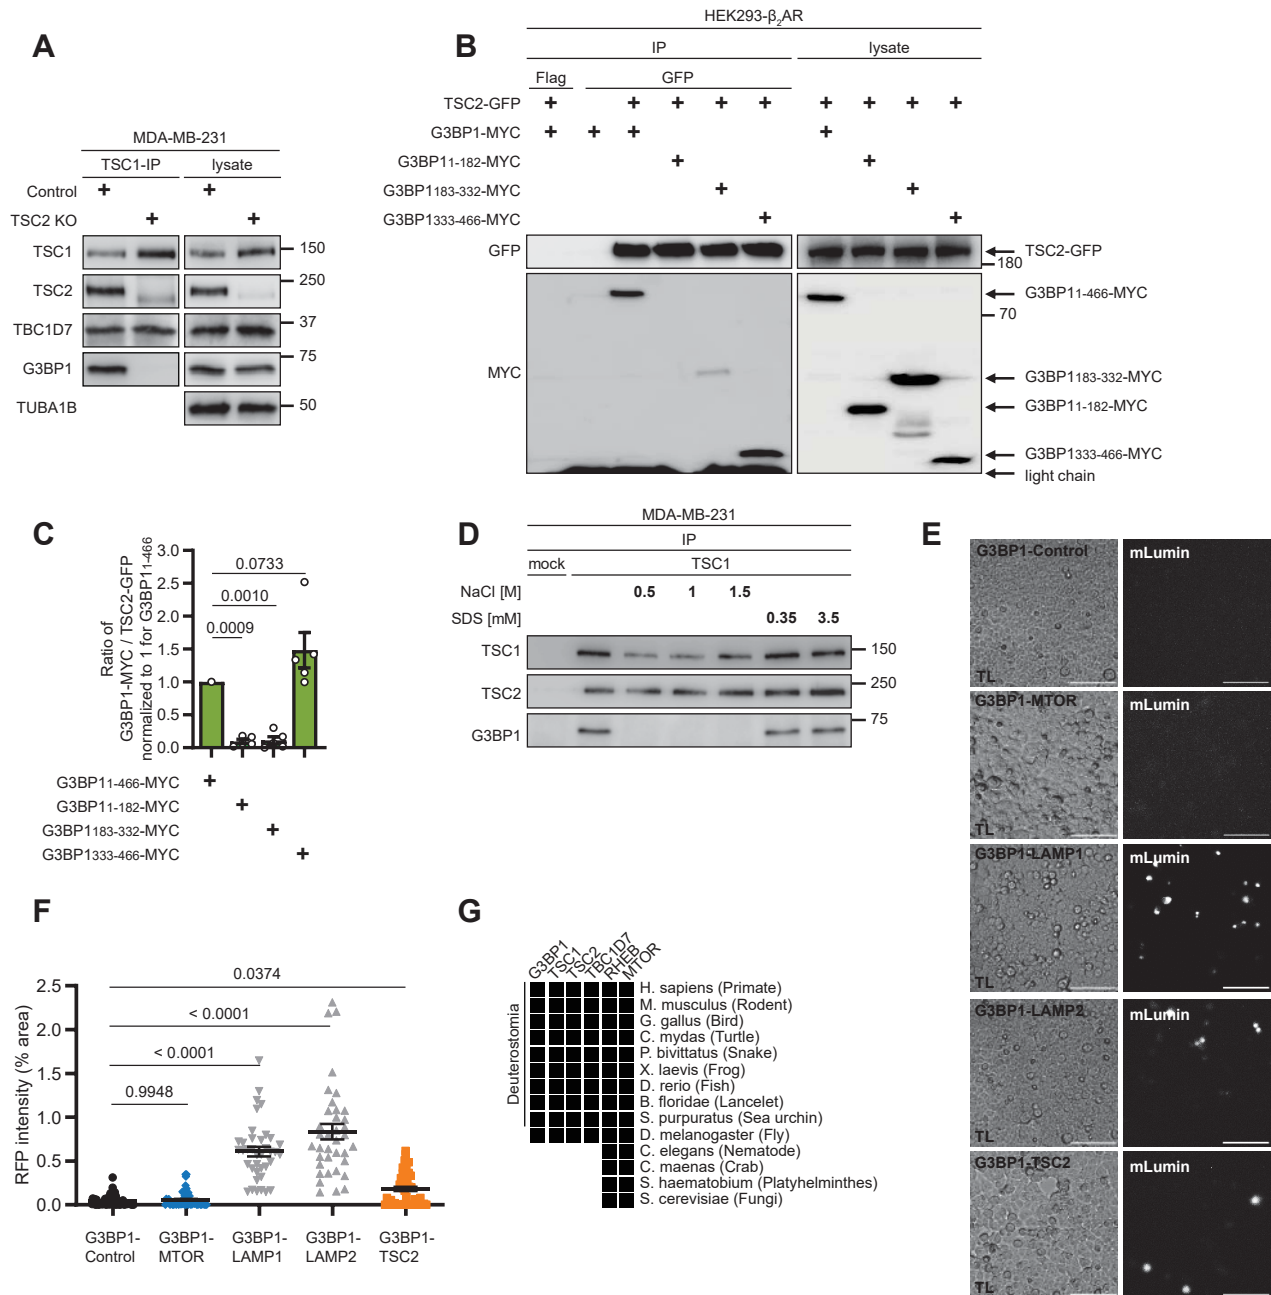 A
MDA-MB-231
TSC1-IP lysate
Control + +
TSC2 KO + +
TSC1 150
TSC2 250
TBC1D7 37
G3BP1 75
TUBA1B 50
B
HEK293-β₂AR
IP lysate
Flag GFP
TSC2-GFP + + + + + + + + +
G3BP1-MYC + + + +
G3BP11-182-MYC + +
G3BP1183-332-MYC + +
G3BP1333-466-MYC + +
GFP TSC2-GFP
180
G3BP11-466-MYC
70
MYC G3BP1183-332-MYC
G3BP11-182-MYC
G3BP1333-466-MYC
light chain
C
Ratio of
G3BP1-MYC / TSC2-GFP
normalized to 1 for G3BP11-466
3.0
2.5
2.0
1.5
1.0
0.5
0.0
0.0733
0.0010
0.0009
G3BP11-466-MYC +
G3BP11-182-MYC +
G3BP1183-332-MYC +
G3BP1333-466-MYC +
D
MDA-MB-231
IP
mock TSC1
NaCl [M] 0.5 1 1.5
SDS [mM] 0.35 3.5
TSC1 150
TSC2 250
G3BP1 75
E
G3BP1-Control mLumin
TL
G3BP1-MTOR mLumin
TL
G3BP1-LAMP1 mLumin
TL
G3BP1-LAMP2 mLumin
TL
G3BP1-TSC2 mLumin
TL
F
RFP intensity (% area)
2.5
2.0
1.5
1.0
0.5
0.0
0.0374
< 0.0001
< 0.0001
0.9948
G3BP1-Control
G3BP1-MTOR
G3BP1-LAMP1
G3BP1-LAMP2
G3BP1-TSC2
G
G3BP1
TSC1
TSC2
TBC1D7
RHEB
MTOR
Deuterostomia
H. sapiens (Primate)
M. musculus (Rodent)
G. gallus (Bird)
C. mydas (Turtle)
P. bivittatus (Snake)
X. laevis (Frog)
D. rerio (Fish)
B. floridae (Lancelet)
S. purpuratus (Sea urchin)
D. melanogaster (Fly)
C. elegans (Nematode)
C. maenas (Crab)
S. haematobium (Platyhelminthes)
S. cerevisiae (Fungi)